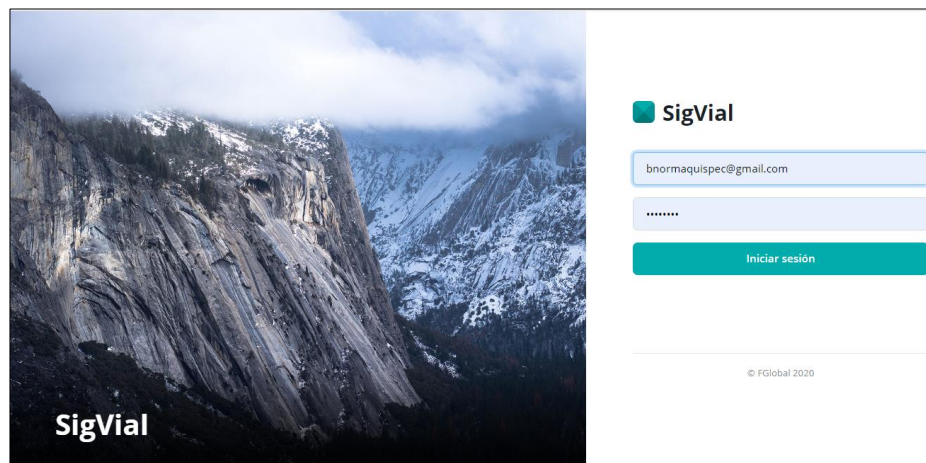 SigVial
SigVial
bnormaquispec@gmail.com
••••••••
Iniciar sesión
© FGlobal 2020